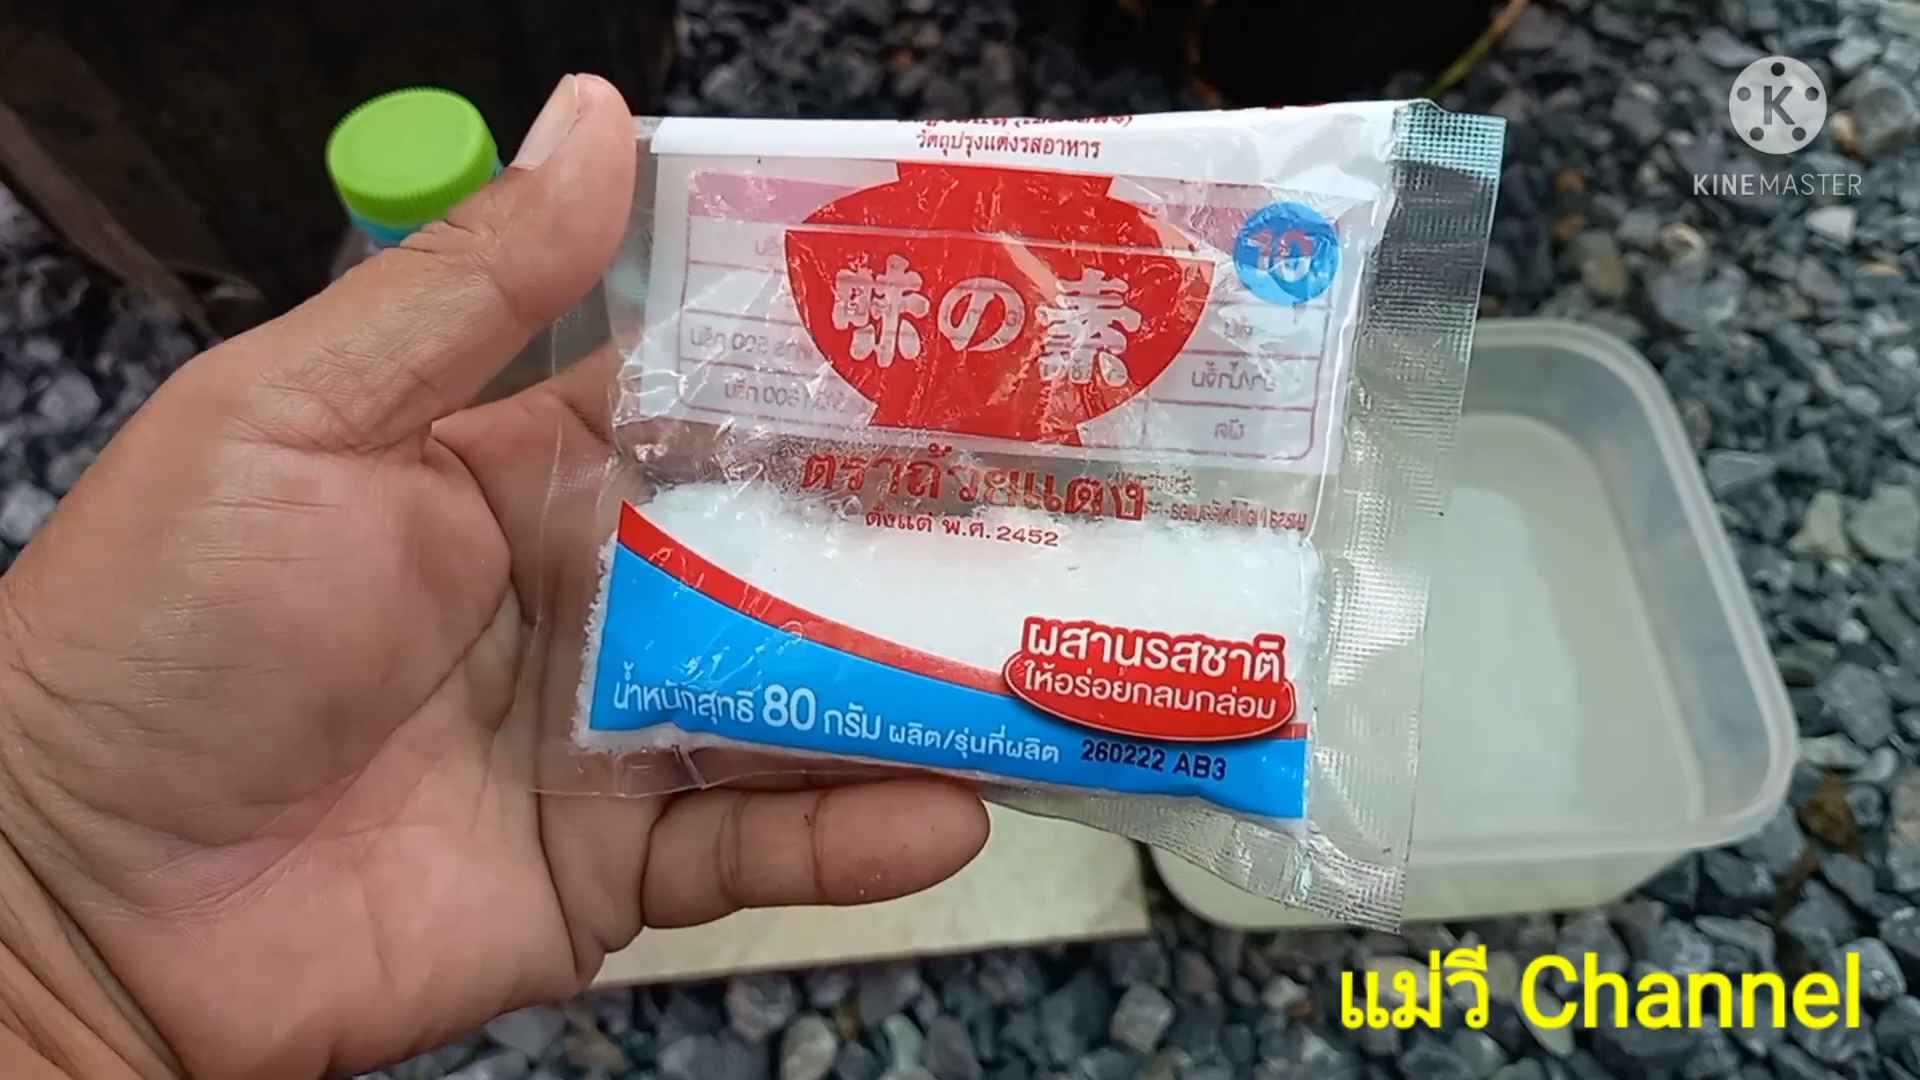 KINEMASTER
วัตถุปรุงแต่งรสอาหาร
10
味の素
ตราถ้วยแดง
ตั้งแต่ พ.ศ. 2452
ผสานรสชาติ
ให้อร่อยกลมกล่อม
น้ำหนักสุทธิ 80 กรัม ผลิต/รุ่นที่ผลิต 260222 AB3
แม่วี Channel